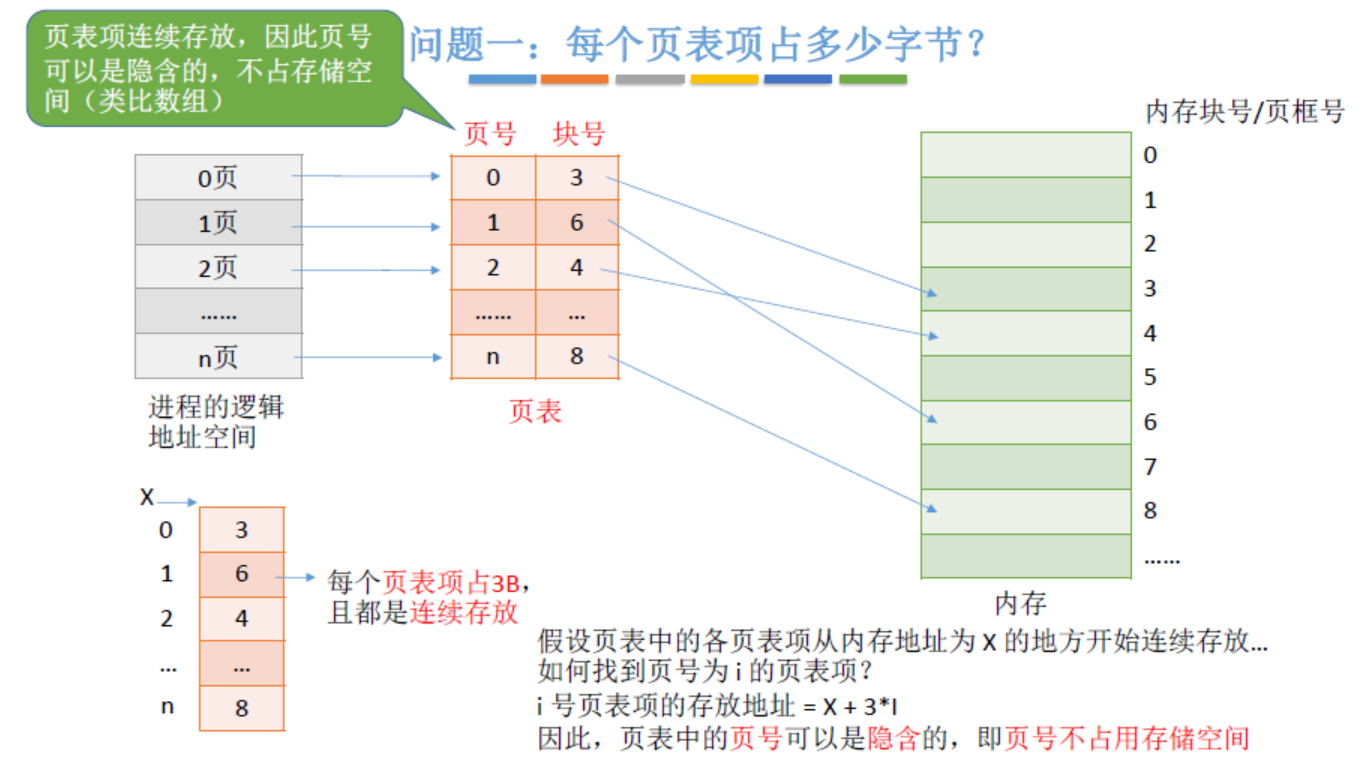 页表项连续存放，因此页号
可以是隐含的，不占存储空
间（类比数组）
问题一：每个页表项占多少字节？
内存块号/页框号
页号 块号
0页
1页
2页
……
n页
进程的逻辑
地址空间
0 3
1 6
2 4
…… …
n 8
页表
0
1
2
3
4
5
6
7
8
……
内存
X
0 3
1 6
2 4
… …
n 8
每个页表项占3B，
且都是连续存放
假设页表中的各页表项从内存地址为 X 的地方开始连续存放…
如何找到页号为 i 的页表项？
i 号页表项的存放地址 = X + 3*I
因此，页表中的页号可以是隐含的，即页号不占用存储空间